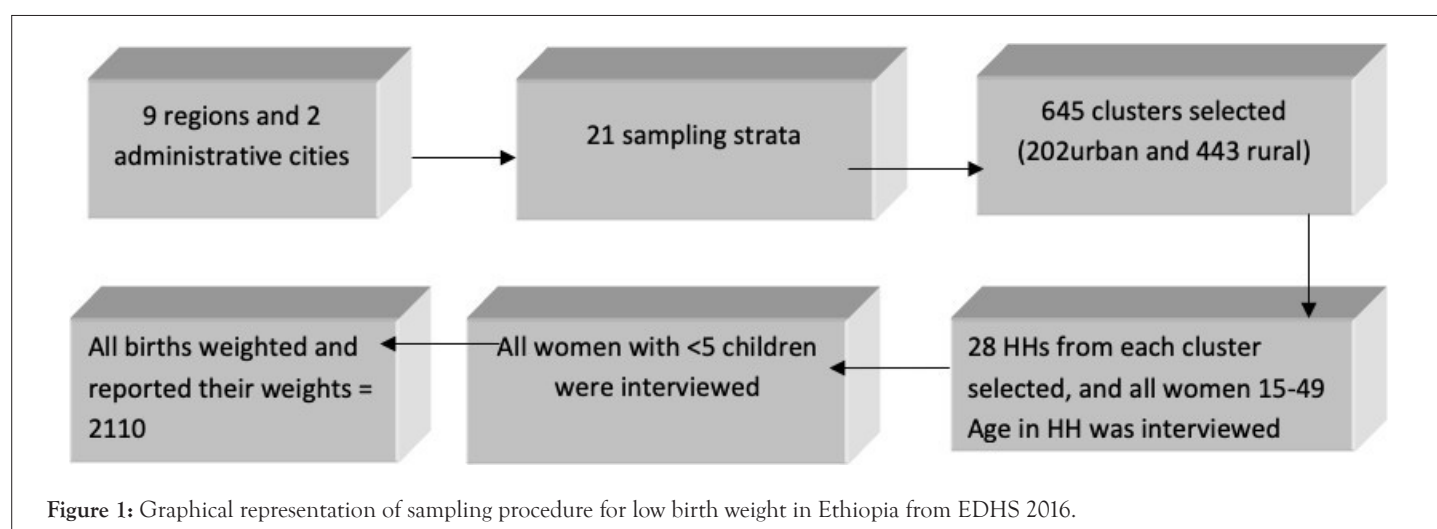 9 regions and 2
administrative cities
21 sampling strata
645 clusters selected
(202urban and 443 rural)
28 HHs from each cluster
selected, and all women 15-49
Age in HH was interviewed
All women with <5 children
were interviewed
All births weighted and
reported their weights =
2110
Figure 1: Graphical representation of sampling procedure for low birth weight in Ethiopia from EDHS 2016.